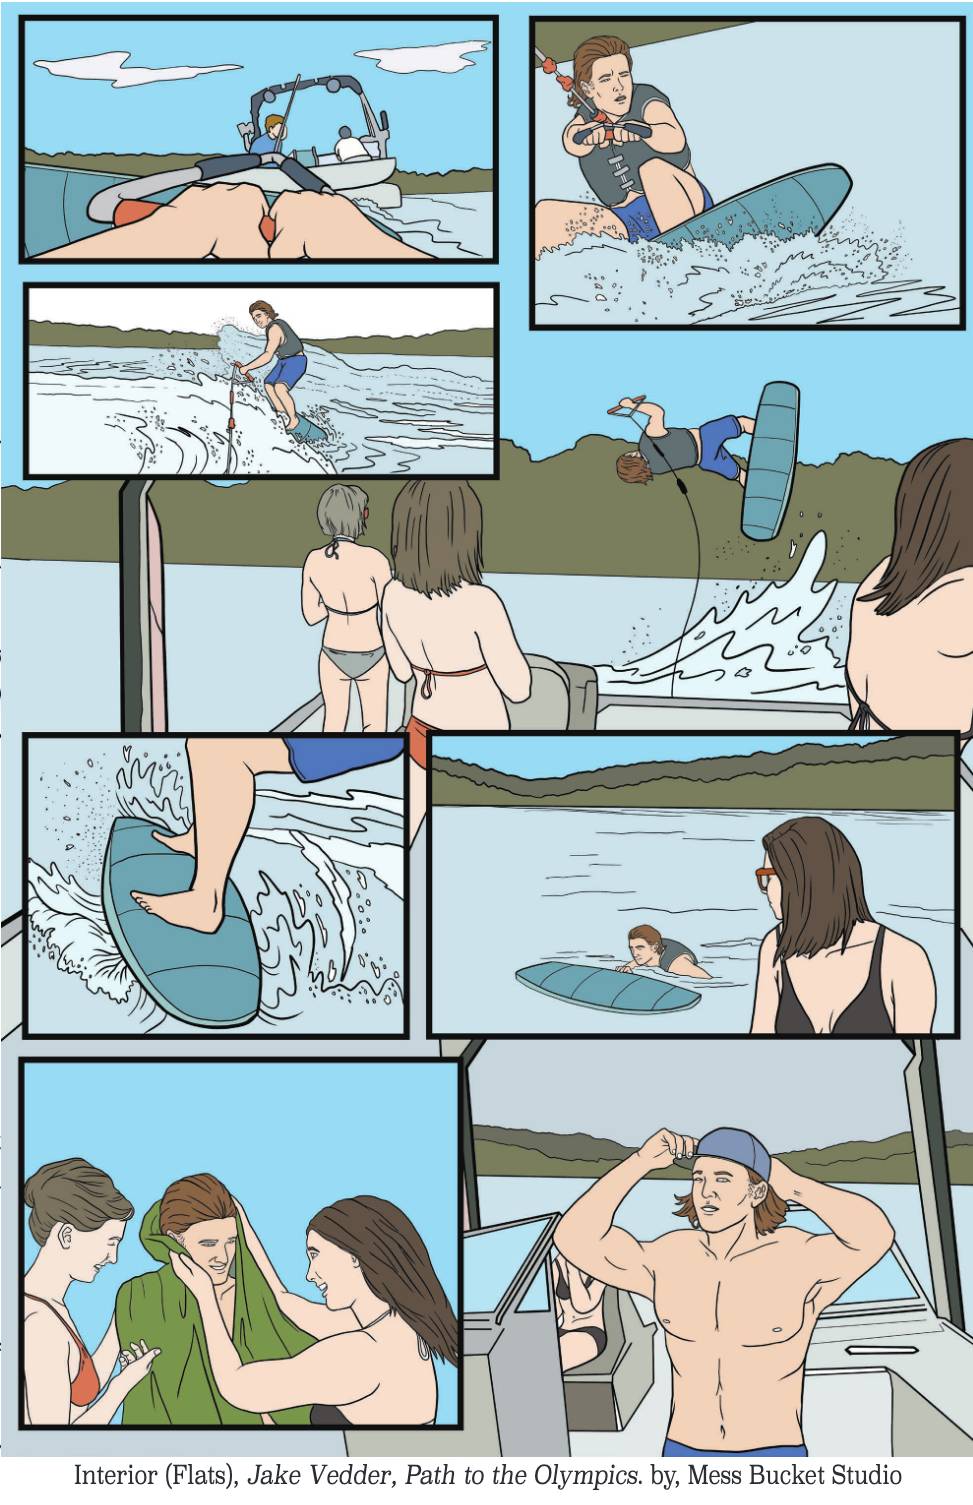 Interior (Flats), Jake Vedder, Path to the Olympics. by, Mess Bucket Studio